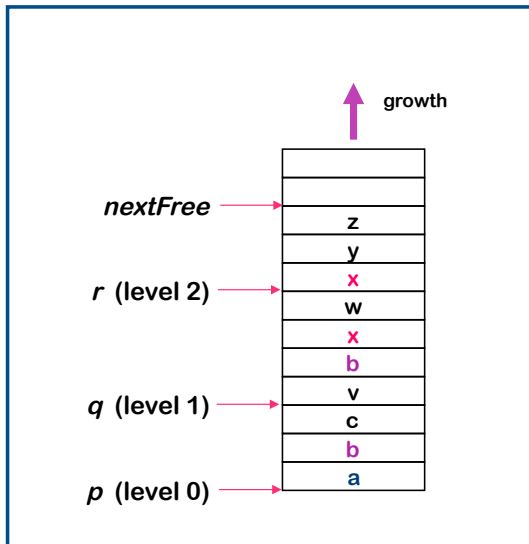 growth
nextFree
z
y
r (level 2)
x
w
x
b
q (level 1)
v
c
b
p (level 0)
a